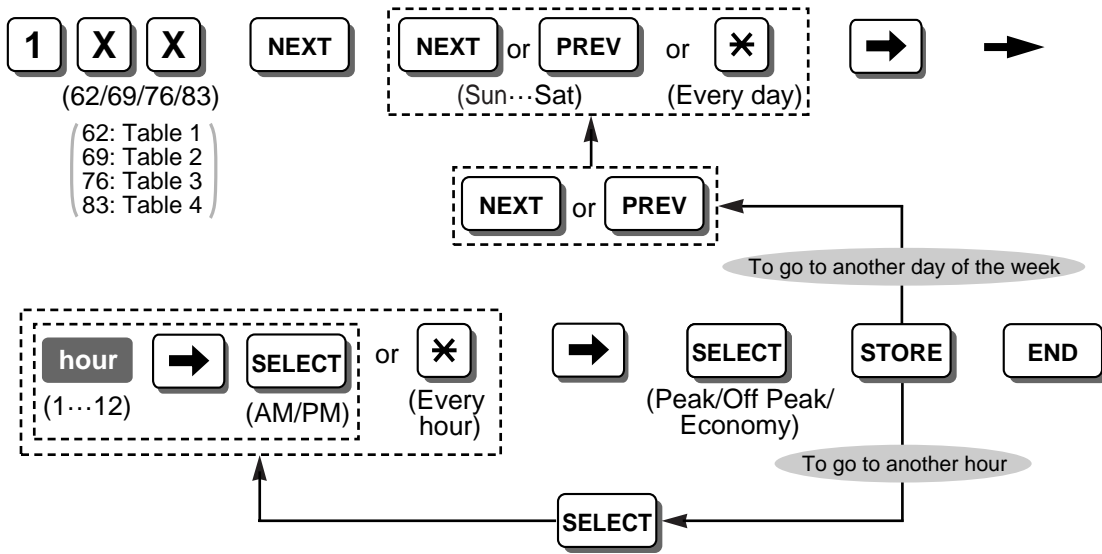 1 X X NEXT NEXT or PREV or ✳ ➡
(62/69/76/83) (Sun···Sat) (Every day)
62: Table 1
69: Table 2
76: Table 3
83: Table 4
NEXT or PREV
To go to another day of the week
hour ➡ SELECT or ✳ ➡ SELECT STORE END
(1···12) (AM/PM) (Every
hour) (Peak/Off Peak/
Economy)
To go to another hour
SELECT